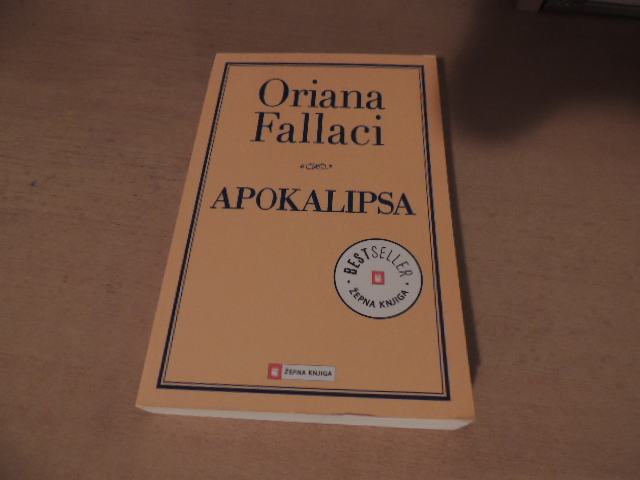 Oriana
Fallaci
APOKALIPSA
BESTSELLER
ŽEPNA KNJIGA
ŽEPNA KNJIGA